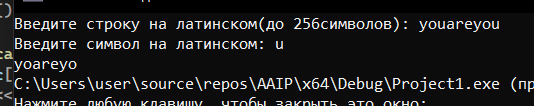 Введите строку на латинском(до 256символов): youareyou
Введите символ на латинском: u
yoareyo
C:\Users\user\source\repos\AAIP\x64\Debug\Project1.exe (пр
Нажмите любую клавишу, чтобы закрыть это окно: